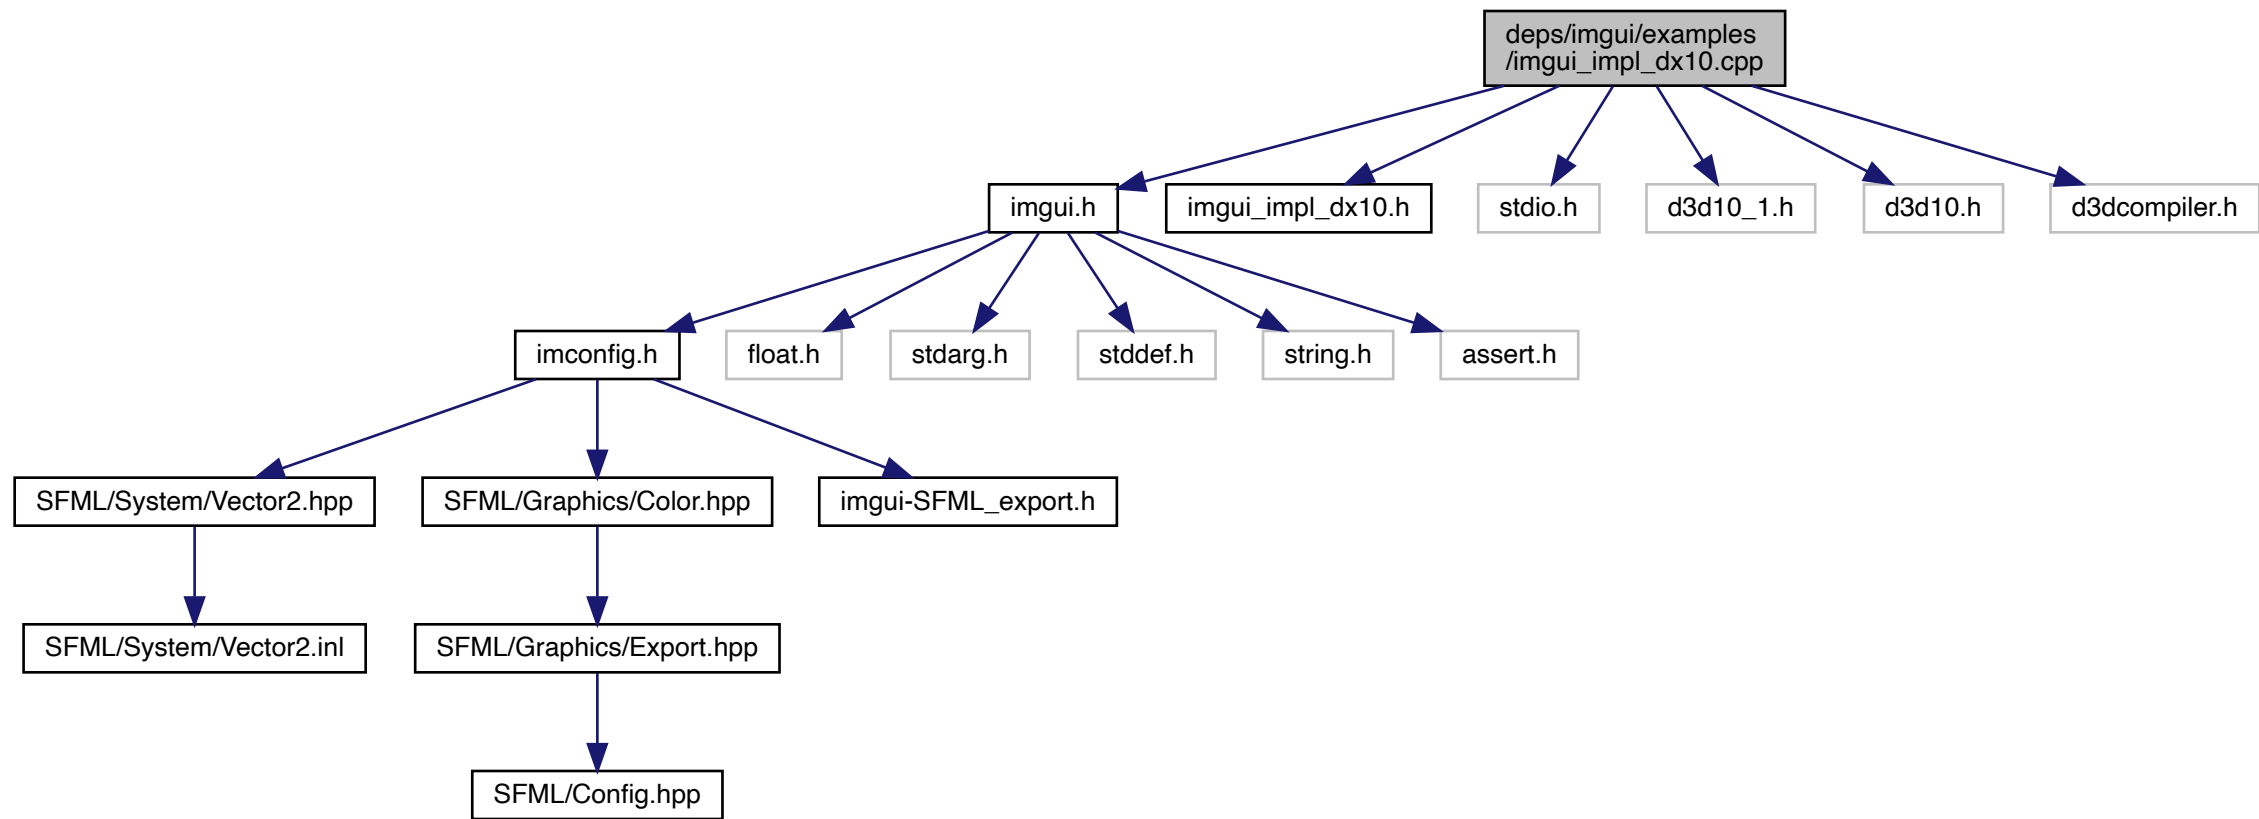 deps/imgui/examples
/imgui_impl_dx10.cpp
imgui.h
imgui_impl_dx10.h
stdio.h
d3d10_1.h
d3d10.h
d3dcompiler.h
imconfig.h
float.h
stdarg.h
stddef.h
string.h
assert.h
SFML/System/Vector2.hpp
SFML/Graphics/Color.hpp
imgui-SFML_export.h
SFML/System/Vector2.inl
SFML/Graphics/Export.hpp
SFML/Config.hpp